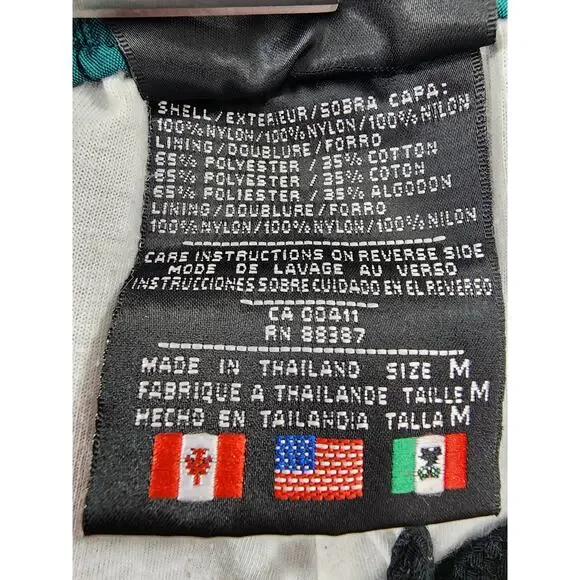 SHELL/EXTERIEUR/SOBRA CAPA:
100% NYLON/100% NYLON/100% NILON
LINING/DOUBLURE/FORRO
65% POLYESTER / 35% COTTON
65% POLYESTER / 35% COTON
65% POLIESTER / 35% ALGODON
LINING/DOUBLURE/FORRO
100% NYLON/100% NYLON/100% NILON
CARE INSTRUCTIONS ON REVERSE SIDE
MODE DE LAVAGE AU VERSO
INSTRUCCIONES SOBRE CUIDADO EN EL REVERSO
CA 00411
RN 88387
MADE IN THAILAND SIZE M
FABRIQUE A THAILANDE TAILLE M
HECHO EN TAILANDIA TALLA M